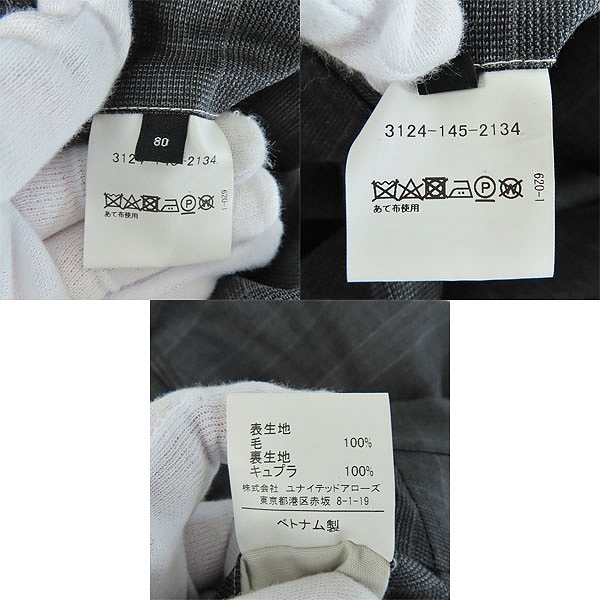 80
3124-145-2134
あて布使用
620-1
3124-145-2134
P
W
あて布使用
620-1
表生地
毛 100%
裏生地
キュプラ 100%
株式会社 ユナイテッドアローズ
東京都港区赤坂 8-1-19
ベトナム製